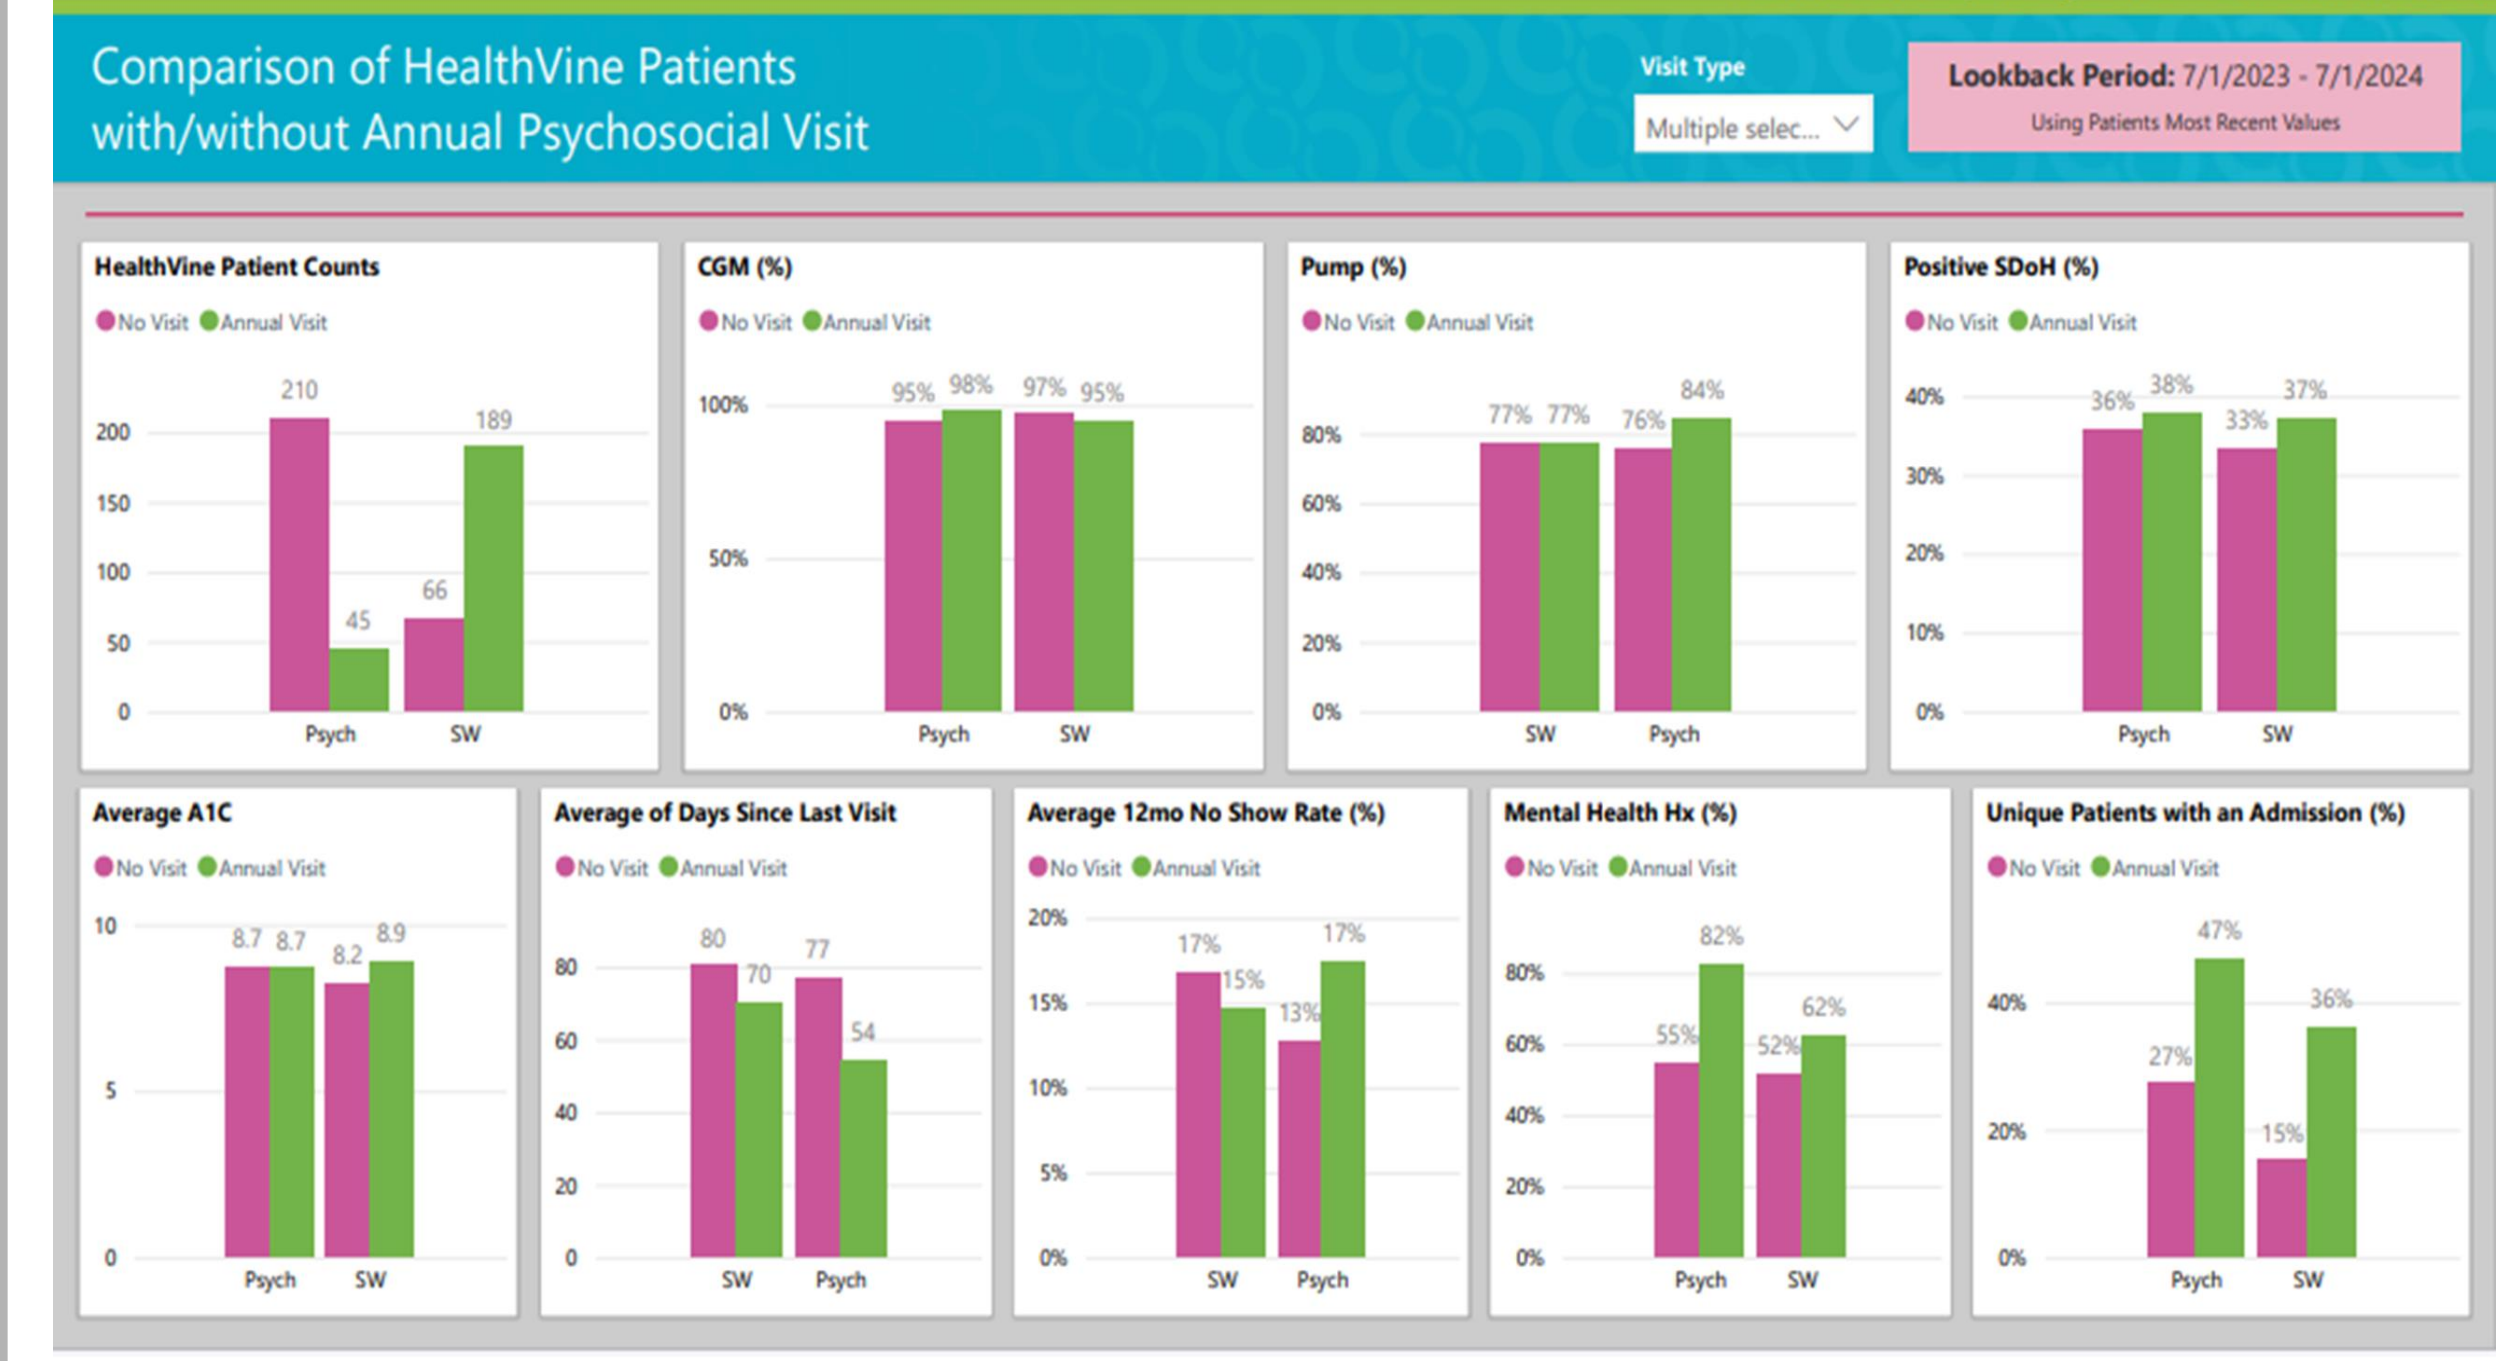 Comparison of HealthVine Patients
with/without Annual Psychosocial Visit
Visit Type
Multiple selec...
Lookback Period: 7/1/2023 - 7/1/2024
Using Patients Most Recent Values
HealthVine Patient Counts
No Visit Annual Visit
210
189
200
150
100
66
45
50
0
Psych SW
CGM (%)
No Visit Annual Visit
95% 98% 97% 95%
100%
50%
0%
Psych SW
Pump (%)
No Visit Annual Visit
84%
77% 77% 76%
80%
60%
40%
20%
0%
SW Psych
Positive SDoH (%)
No Visit Annual Visit
36% 38% 33% 37%
40%
30%
20%
10%
0%
Psych SW
Average A1C
No Visit Annual Visit
10
8.7 8.7 8.2 8.9
5
0
Psych SW
Average of Days Since Last Visit
No Visit Annual Visit
80 70 77 54
80
60
40
20
0
SW Psych
Average 12mo No Show Rate (%)
No Visit Annual Visit
20%
17% 15% 13% 17%
15%
10%
5%
0%
SW Psych
Mental Health Hx (%)
No Visit Annual Visit
55% 82% 52% 62%
80%
60%
40%
20%
0%
Psych SW
Unique Patients with an Admission (%)
No Visit Annual Visit
27% 47% 15% 36%
40%
20%
0%
Psych SW